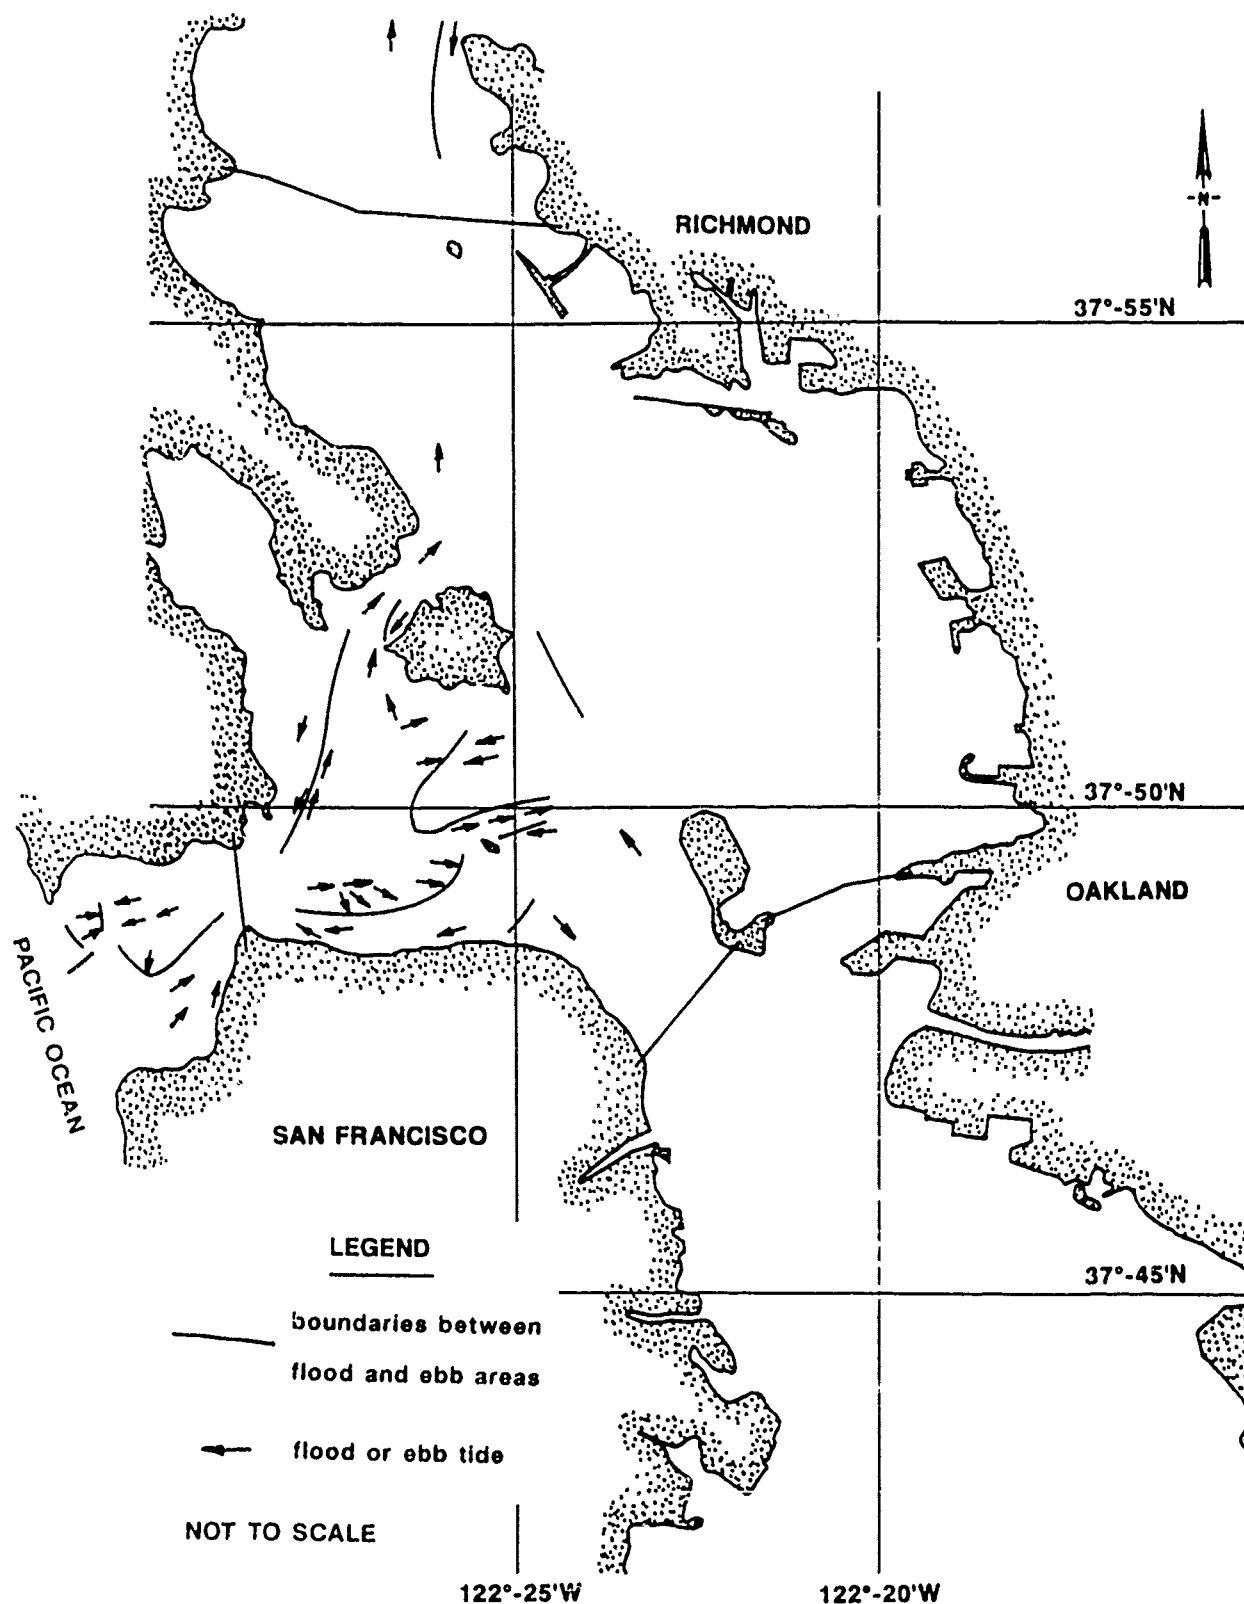 -N-
RICHMOND
37°-55'N
37°-50'N
OAKLAND
PACIFIC OCEAN
SAN FRANCISCO
LEGEND
37°-45'N
boundaries between
flood and ebb areas
flood or ebb tide
NOT TO SCALE
122°-25'W
122°-20'W